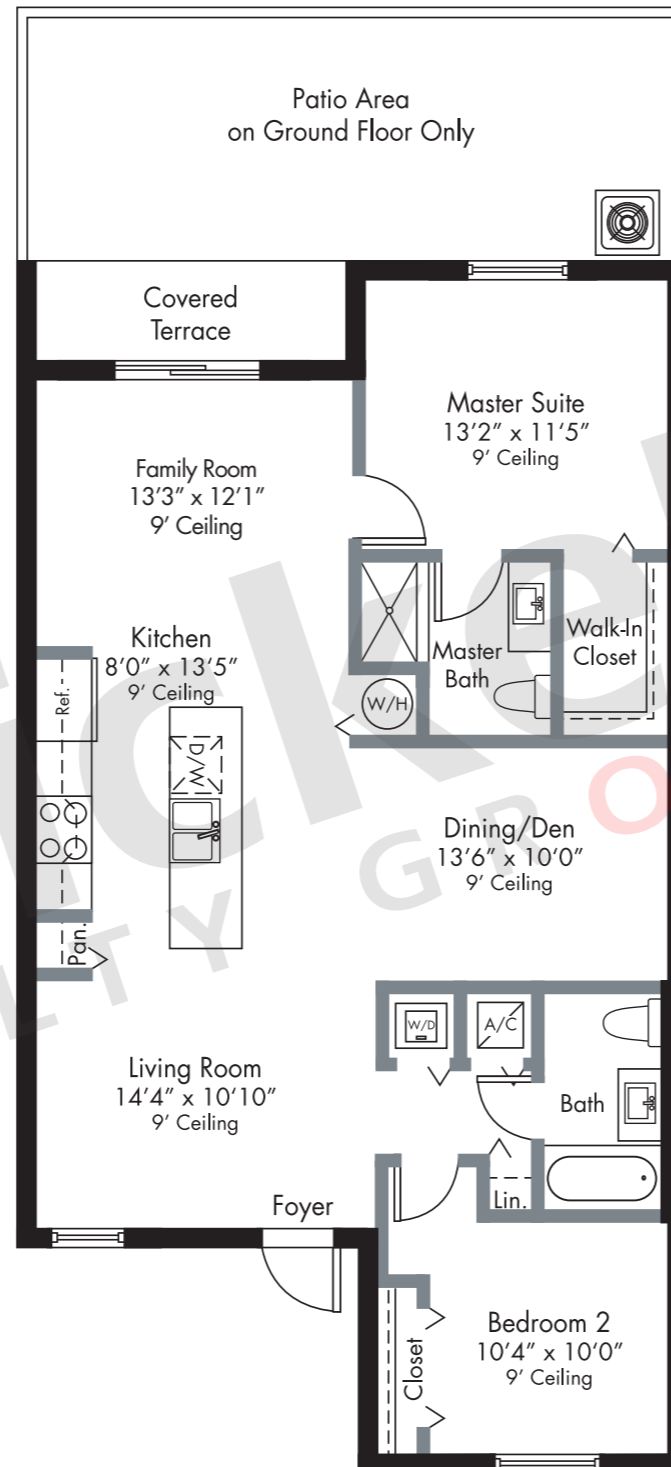 Patio Area
on Ground Floor Only
Covered
Terrace
Master Suite
13'2" x 11'5"
9' Ceiling
Family Room
13'3" x 12'1"
9' Ceiling
Kitchen
8'0" x 13'5"
9' Ceiling
Ref.
Master
Bath
Walk-In
Closet
W/H
D/W
Dining/Den
13'6" x 10'0"
9' Ceiling
Pan.
W/D
A/C
Living Room
14'4" x 10'10"
9' Ceiling
Bath
Lin.
Foyer
Bedroom 2
10'4" x 10'0"
9' Ceiling
Closet
icke
LTY GRO